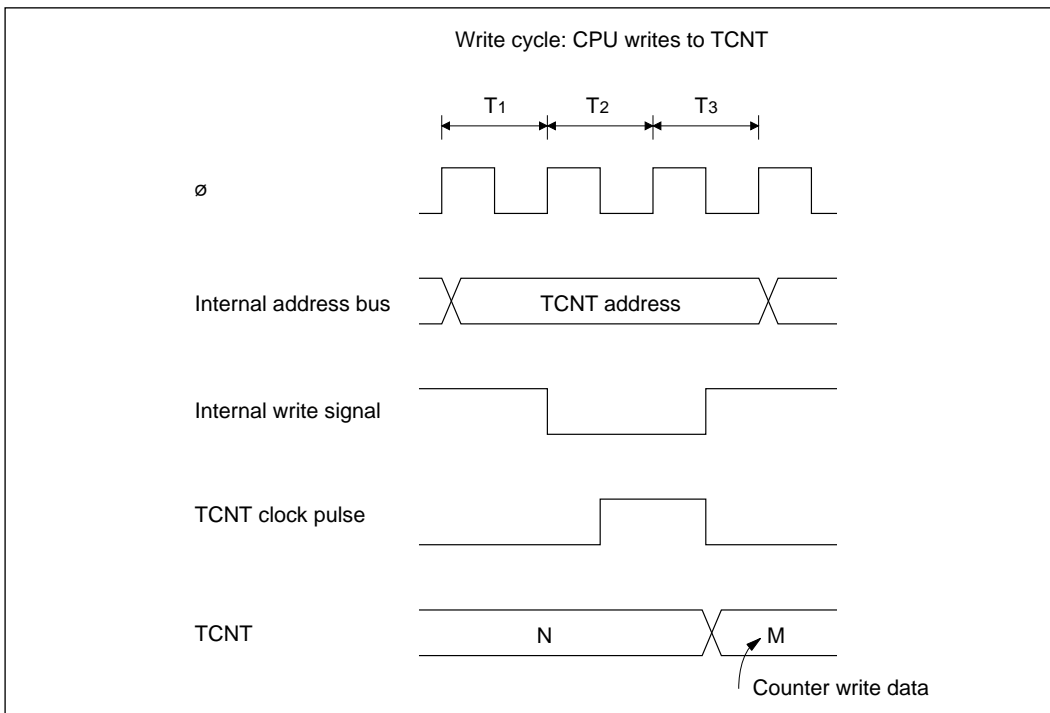 Write cycle: CPU writes to TCNT
T1 T2 T3
ø
Internal address bus
TCNT address
Internal write signal
TCNT clock pulse
TCNT
N
M
Counter write data